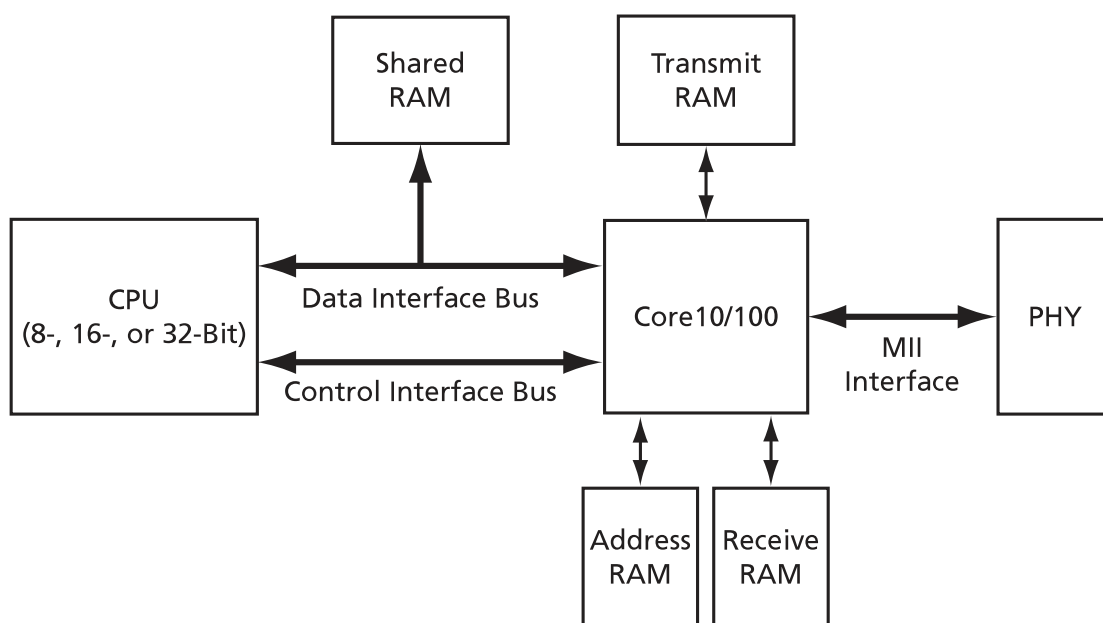 Shared
RAM
Transmit
RAM
CPU
(8-, 16-, or 32-Bit)
Data Interface Bus
Control Interface Bus
Core10/100
MII
Interface
PHY
Address
RAM
Receive
RAM